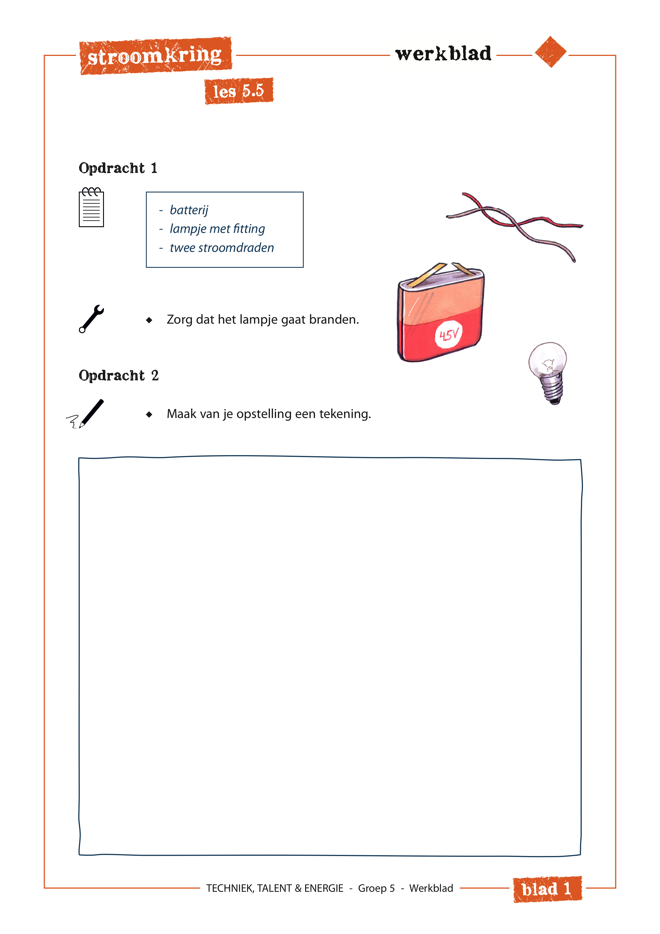 stroomkring
werkblad
les 5.5
Opdracht 1
- batterij
- lampje met fitting
- twee stroomdraden
◆ Zorg dat het lampje gaat branden.
4,5V
Opdracht 2
◆ Maak van je opstelling een tekening.
TECHNIEK, TALENT & ENERGIE - Groep 5 - Werkblad
blad 1